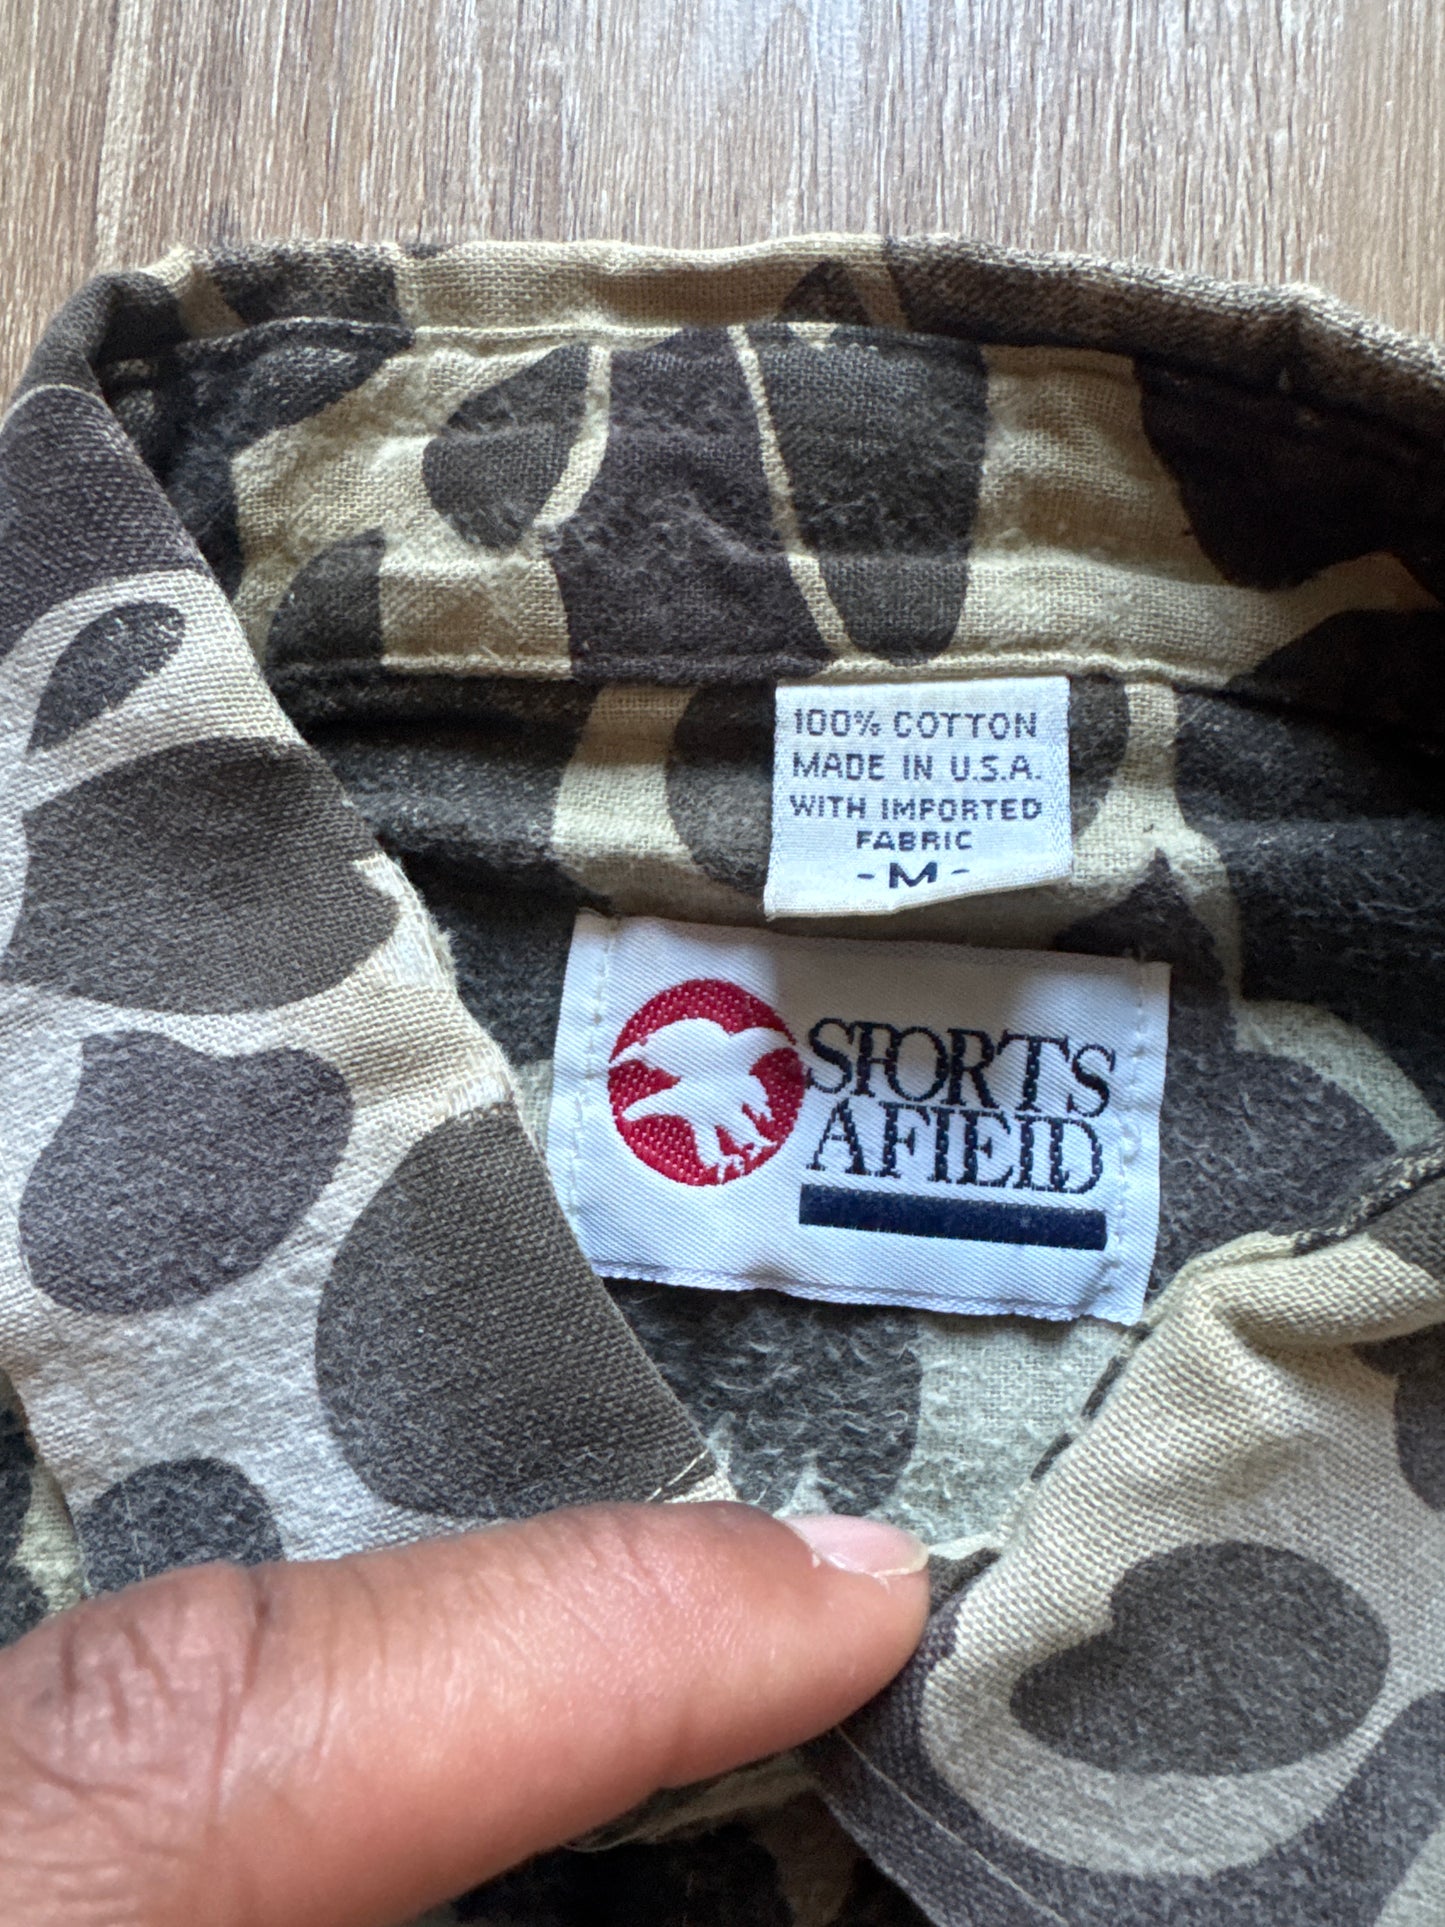 100% COTTON
MADE IN U.S.A.
WITH IMPORTED
FABRIC
-M-
SPORTS
AFIELD